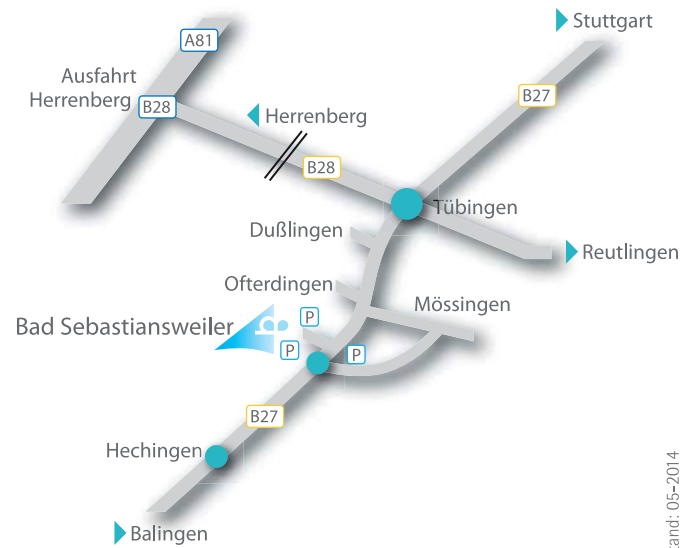 Stuttgart
A81
Ausfahrt
Herrenberg
B28
B27
Herrenberg
B28
Tübingen
Dußlingen
Reutlingen
Ofterdingen
Mössingen
P
Bad Sebastiansweiler
P
P
B27
Hechingen
Balingen
tand: 05-2014